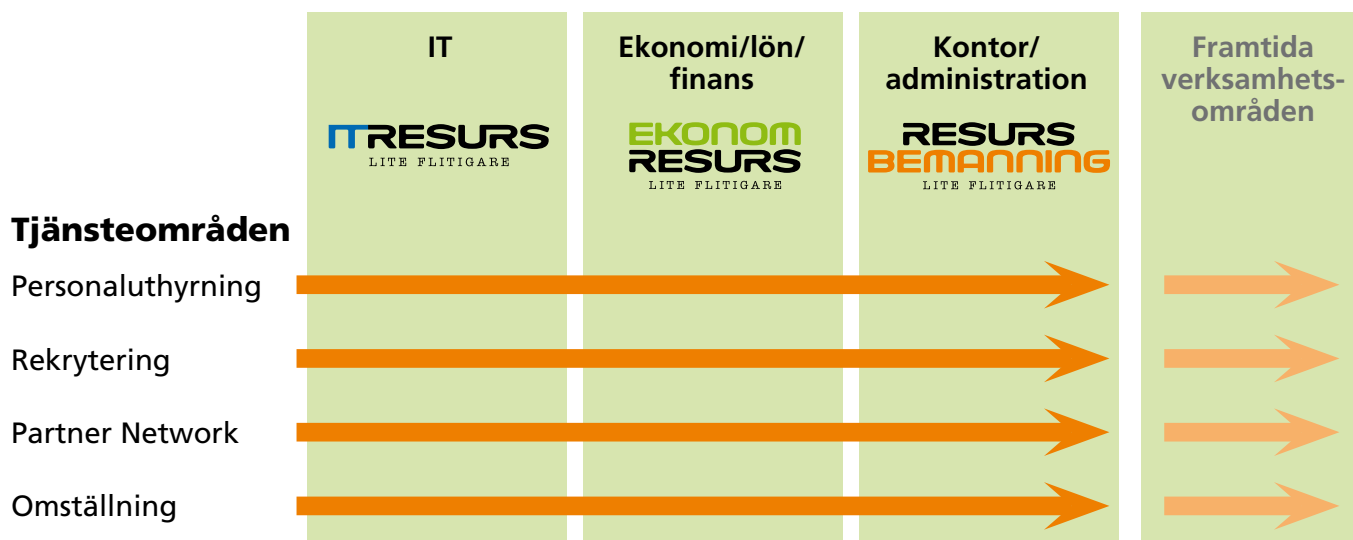 IT
ITRESURS
LITE FLITIGARE
Ekonomi/lön/
finans
EKONOM
RESURS
LITE FLITIGARE
Kontor/
administration
RESURS
BEMANNING
LITE FLITIGARE
Framtida
verksamhets-
områden
Tjänsteområden
Personaluthyrning
Rekrytering
Partner Network
Omställning